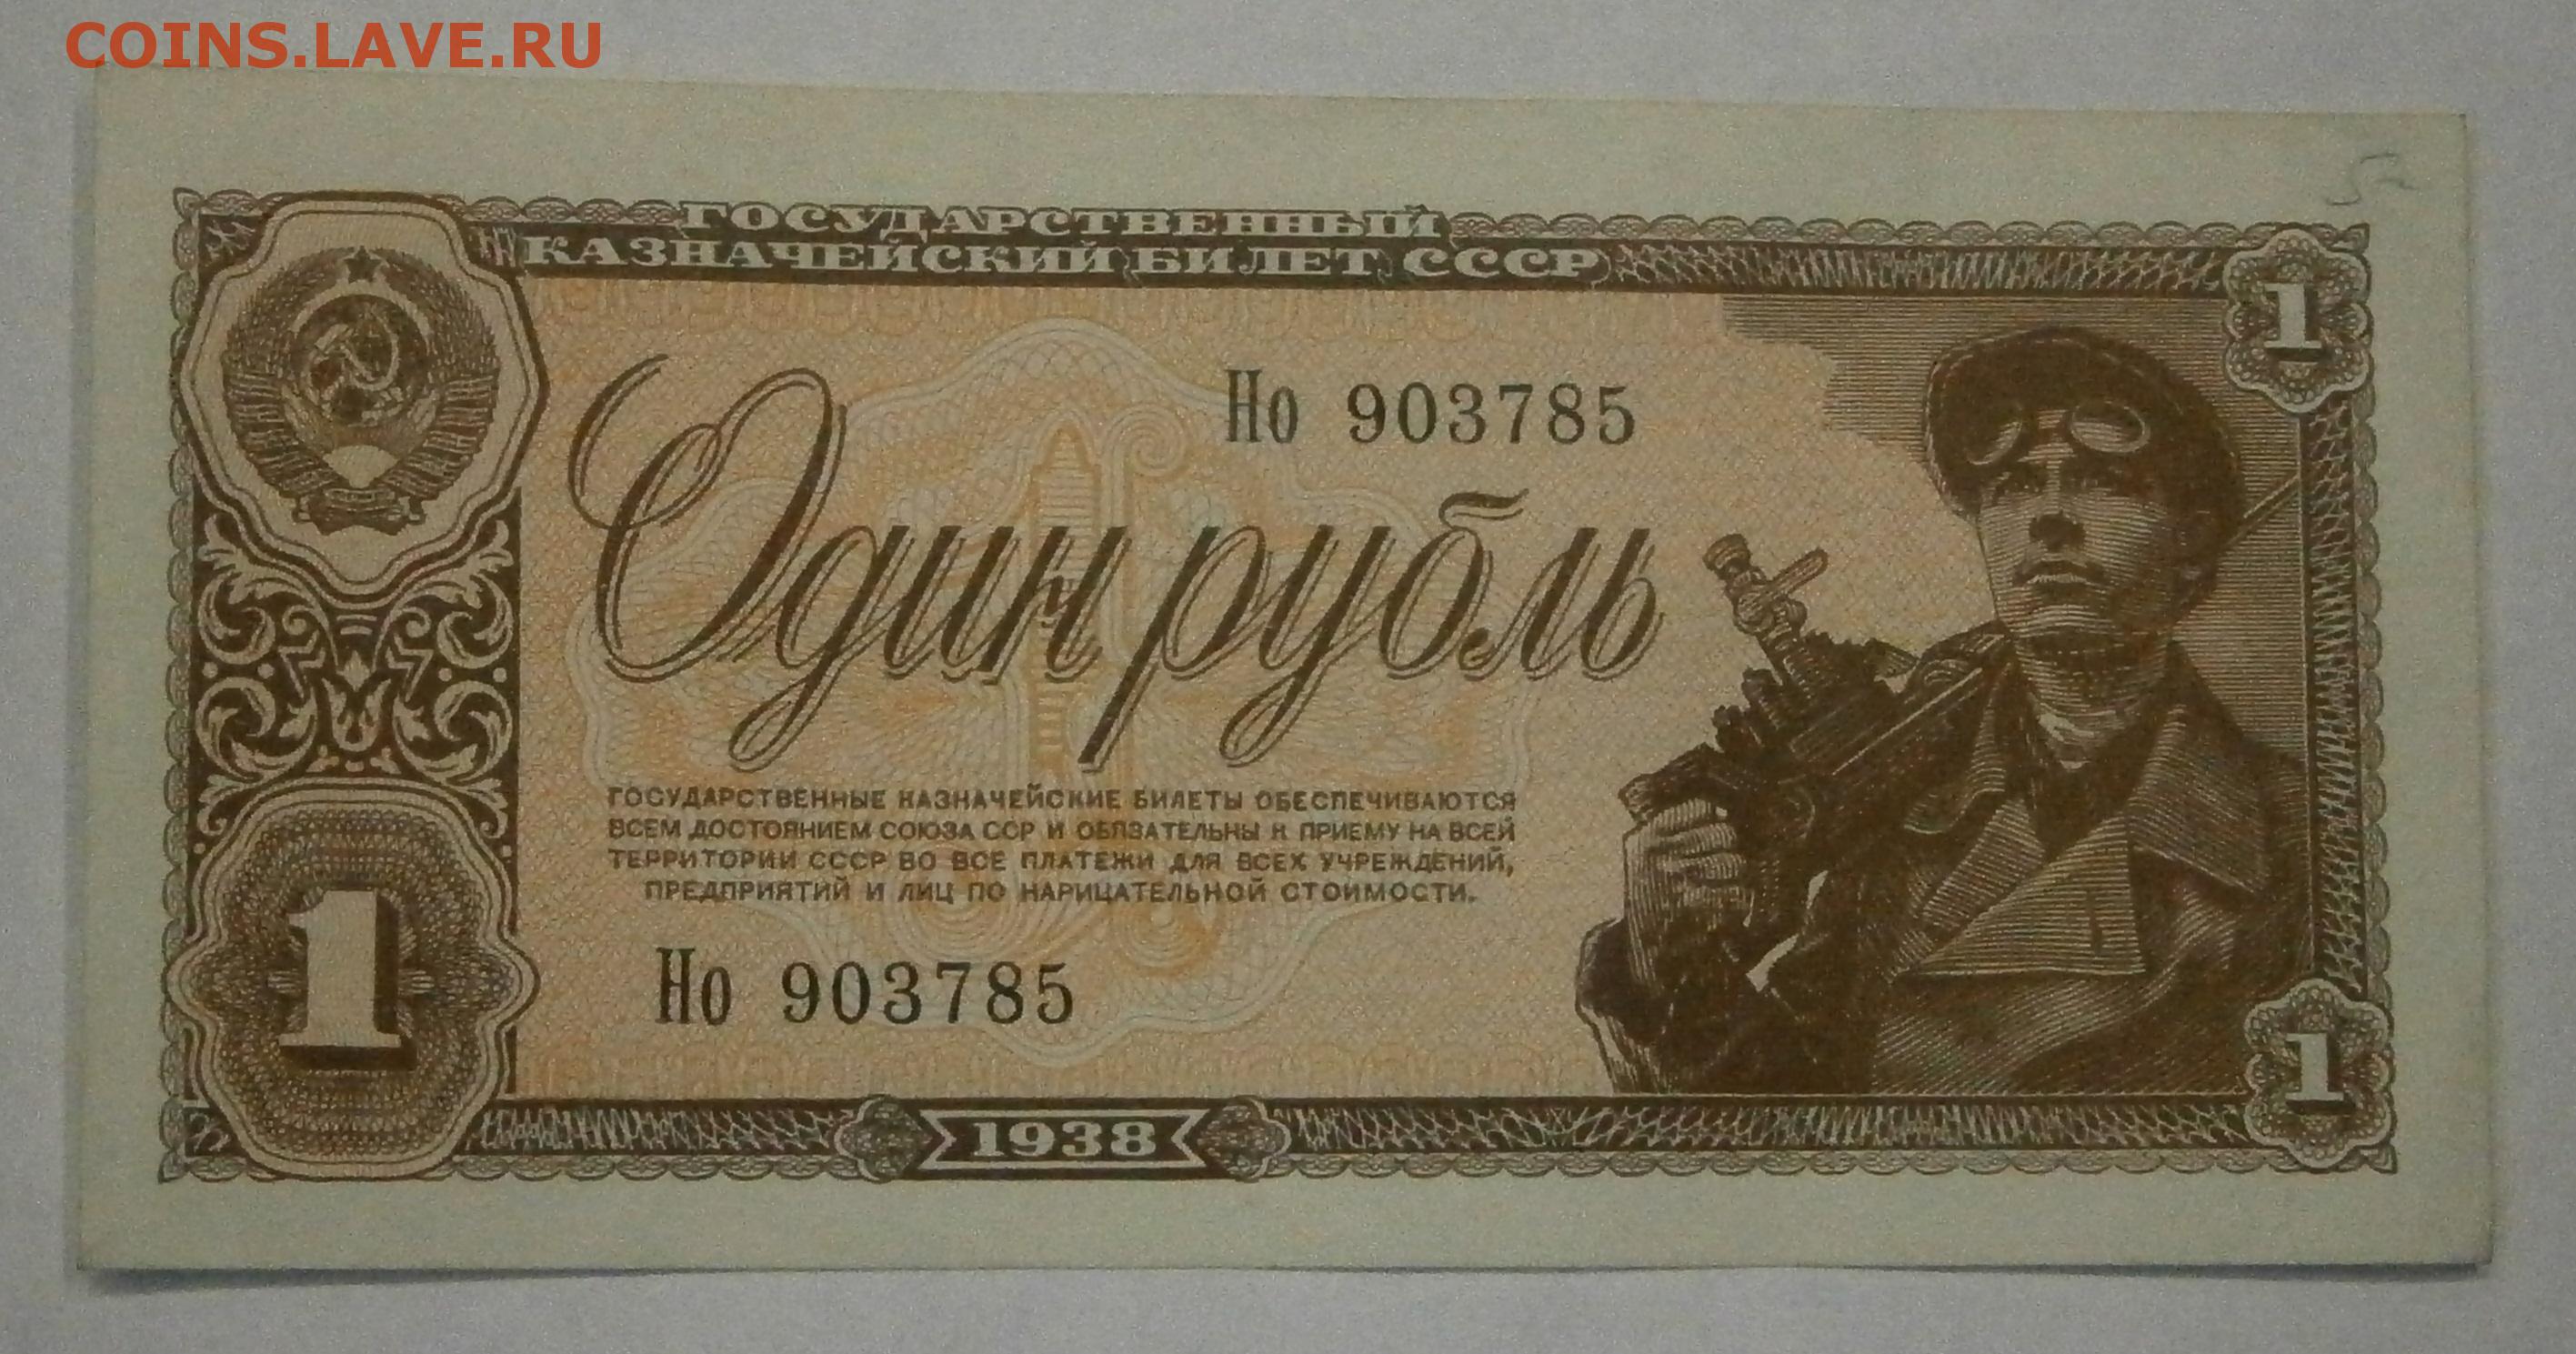 COINS.LAVE.RU
ГОСУДАРСТВЕННЫЙ
КАЗНАЧЕЙСКИЙ БИЛЕТ СССР
1
Но 903785
Один рубль
ГОСУДАРСТВЕННЫЕ КАЗНАЧЕЙСКИЕ БИЛЕТЫ ОБЕСПЕЧИВАЮТСЯ
ВСЕМ ДОСТОЯНИЕМ СОЮЗА ССР И ОБЯЗАТЕЛЬНЫ К ПРИЕМУ НА ВСЕЙ
ТЕРРИТОРИИ СССР ВО ВСЕ ПЛАТЕЖИ ДЛЯ ВСЕХ УЧРЕЖДЕНИЙ,
ПРЕДПРИЯТИЙ И ЛИЦ ПО НАРИЦАТЕЛЬНОЙ СТОИМОСТИ.
1
Но 903785
1
1938